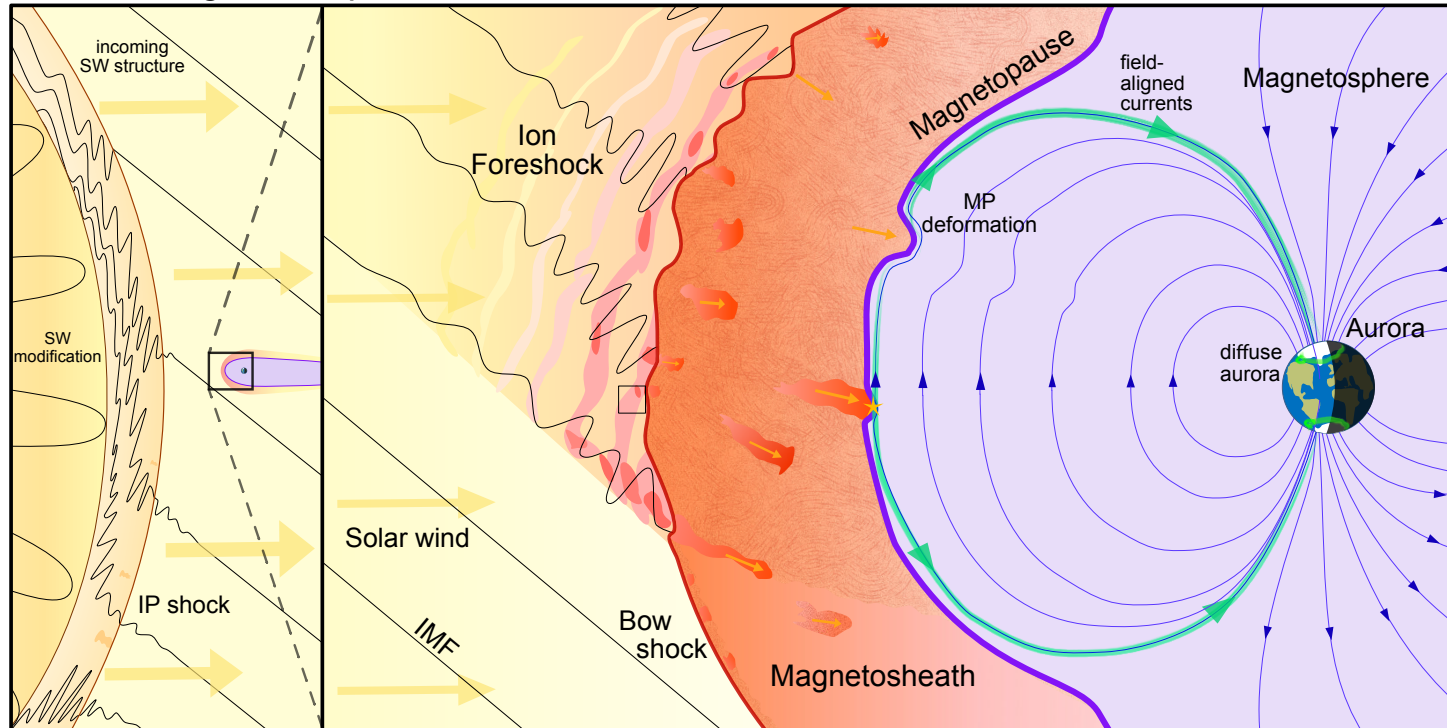 incoming
SW structure
SW
modification
IP shock
Ion
Foreshock
Solar wind
IMF
Bow
shock
Magnetosheath
Magnetopause
field-
aligned
currents
Magnetosphere
MP
deformation
diffuse
aurora
Aurora